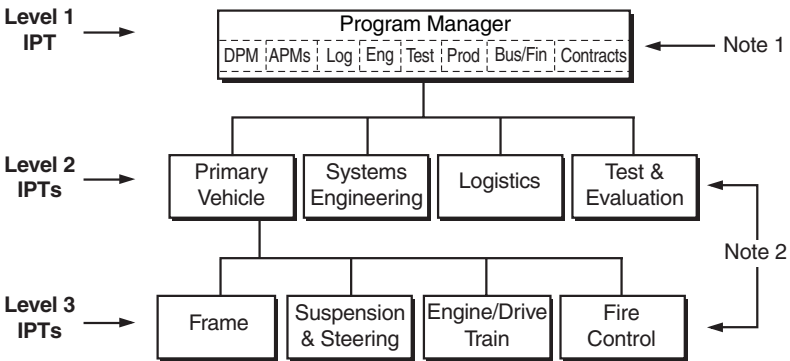 Level 1
IPT
Program Manager
DPM APMs Log Eng Test Prod Bus/Fin Contracts
Note 1
Level 2
IPTs
Primary
Vehicle
Systems
Engineering
Logistics
Test &
Evaluation
Note 2
Level 3
IPTs
Frame
Suspension
& Steering
Engine/Drive
Train
Fire
Control